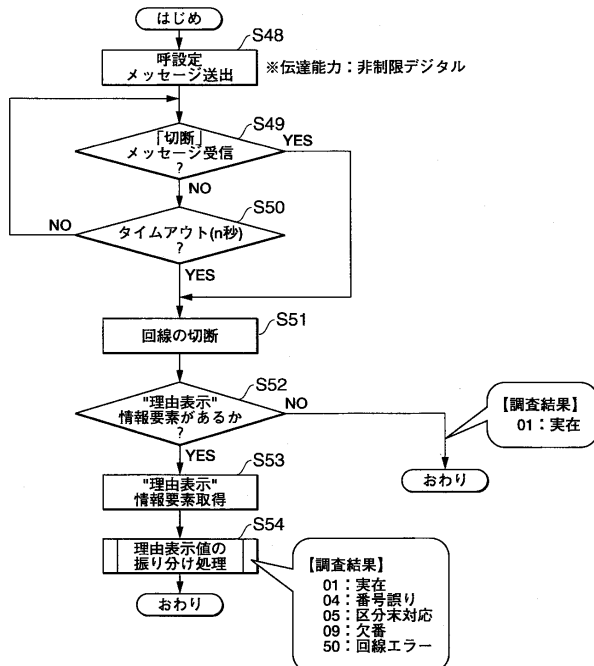 はじめ
S48
呼設定
メッセージ送出
※伝達能力：非制限デジタル
S49
「切断」
メッセージ受信
?
YES
NO
S50
タイムアウト(n秒)
?
NO
YES
S51
回線の切断
S52
"理由表示"
情報要素があるか
?
NO
YES
【調査結果】
01：実在
おわり
S53
"理由表示"
情報要素取得
S54
理由表示値の
振り分け処理
おわり
【調査結果】
01：実在
04：番号誤り
05：区分末対応
09：欠番
50：回線エラー